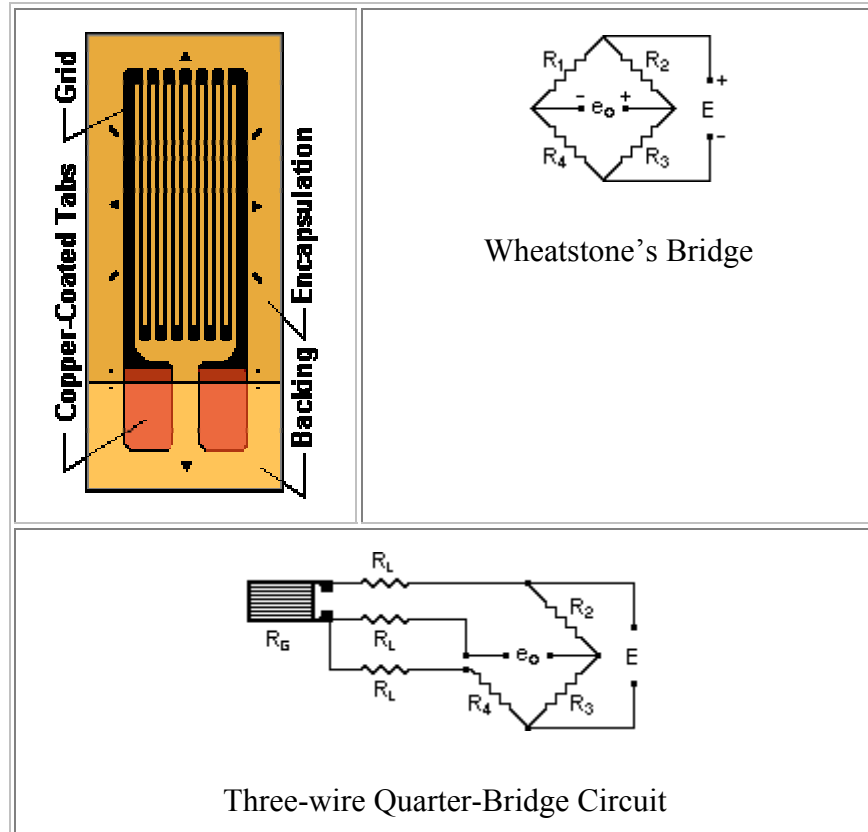 Grid
Copper-Coated Tabs
Encapsulation
Backing
R1 R2
− eo + E
+
−
R4 R3
Wheatstone’s Bridge
RL
R2
RG RL eo E
RL
R4 R3
Three-wire Quarter-Bridge Circuit